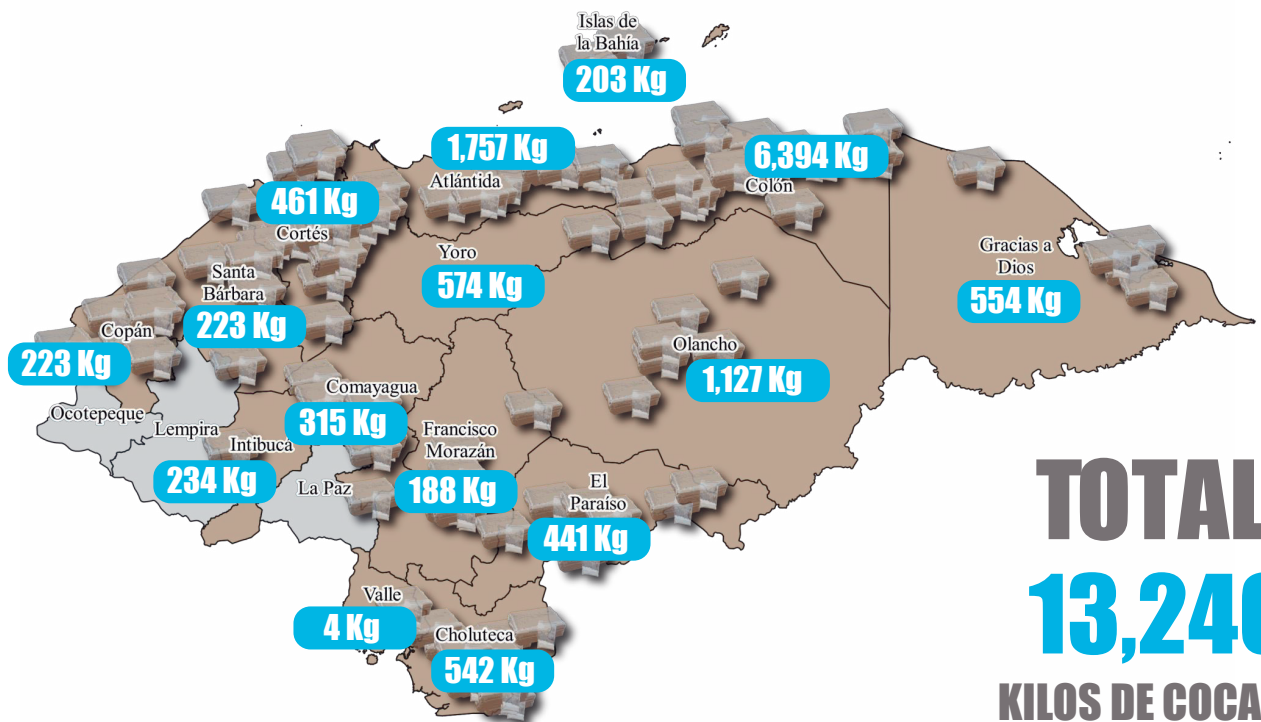 Islas de
la Bahía
203 Kg
1,757 Kg
Atlántida
6,394 Kg
Colón
461 Kg
Cortés
Yoro
574 Kg
Gracias a
Dios
554 Kg
Santa
Bárbara
223 Kg
Copán
223 Kg
Olancho
1,127 Kg
Comayagua
315 Kg
Ocotepeque
Lempira
Intibucá
234 Kg
Francisco
Morazán
188 Kg
La Paz
El
Paraíso
441 Kg
Valle
4 Kg
Choluteca
542 Kg
TOTAL
13,240
KILOS DE COCA